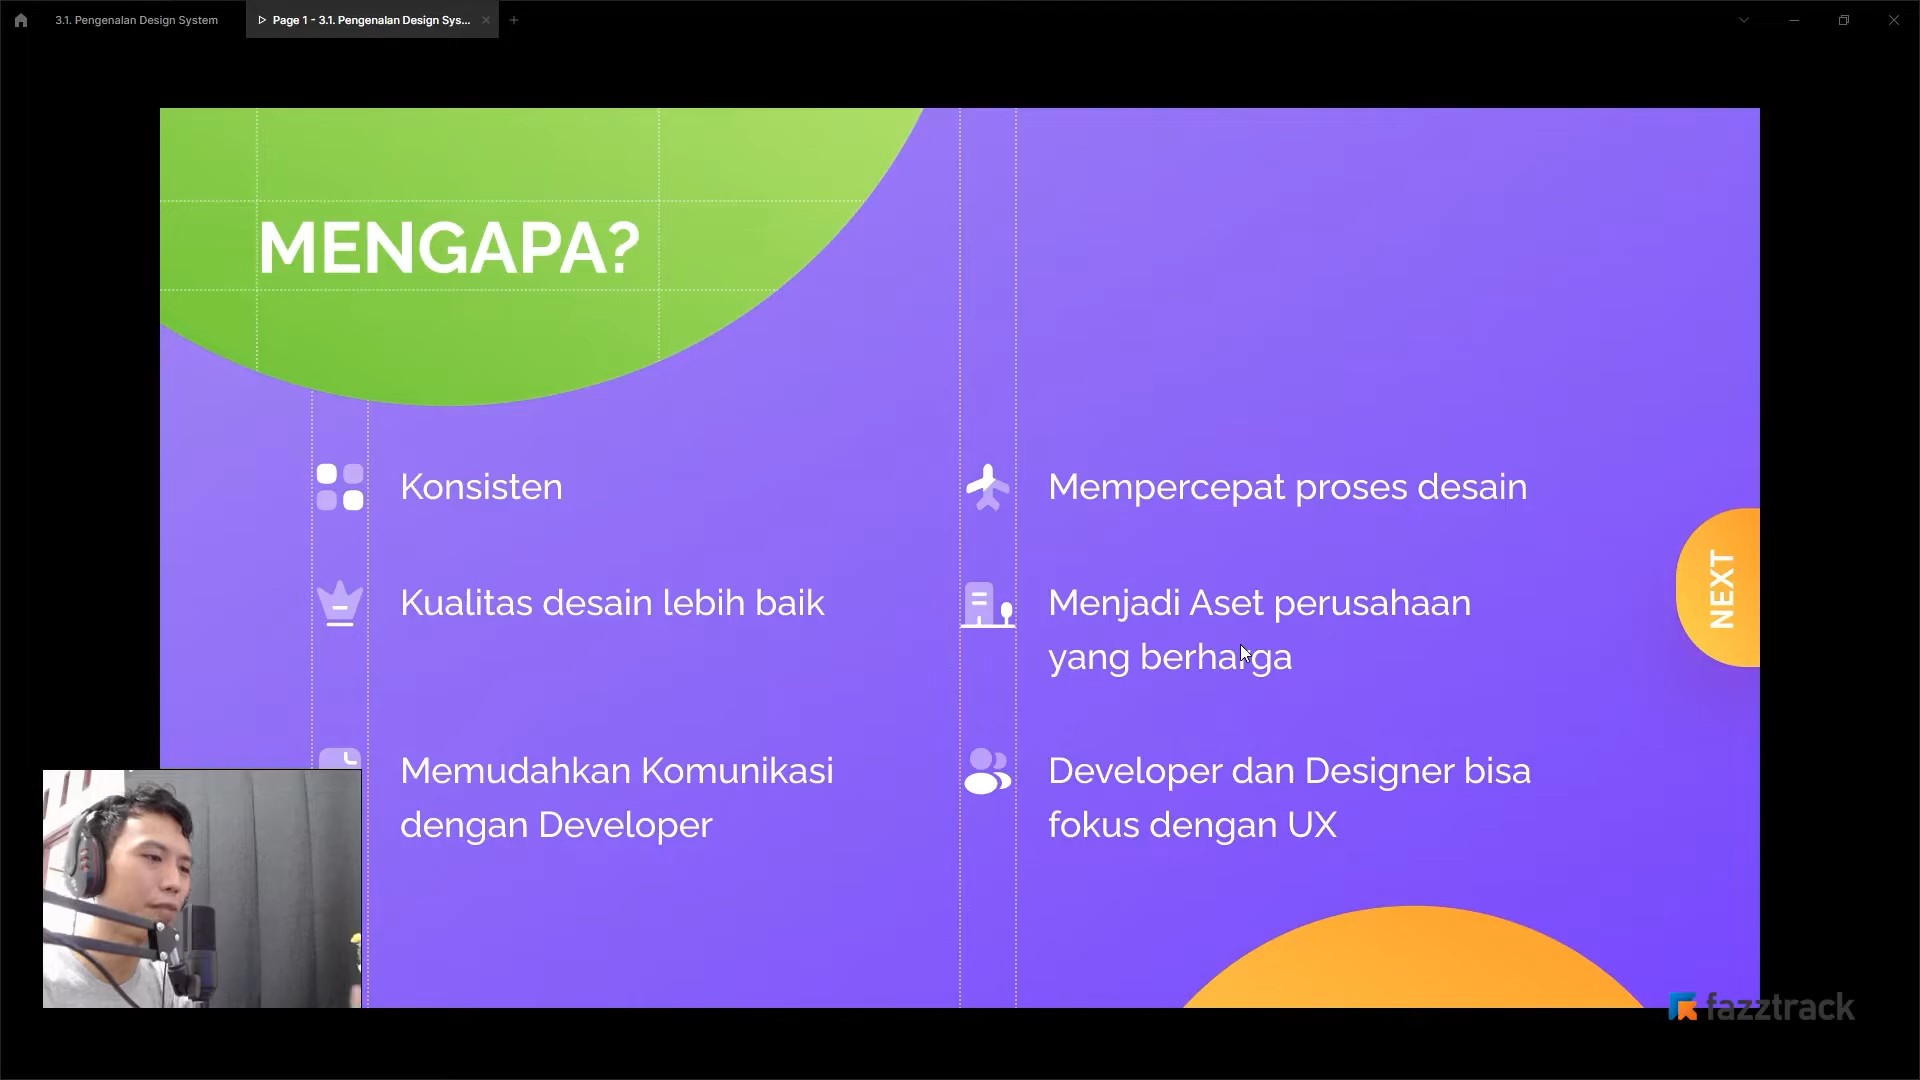 3.1. Pengenalan Design System
Page 1 - 3.1. Pengenalan Design Sys...
MENGAPA?
Konsisten
Mempercepat proses desain
Kualitas desain lebih baik
Menjadi Aset perusahaan
yang berharga
NEXT
Memudahkan Komunikasi
dengan Developer
Developer dan Designer bisa
fokus dengan UX
fazztrack